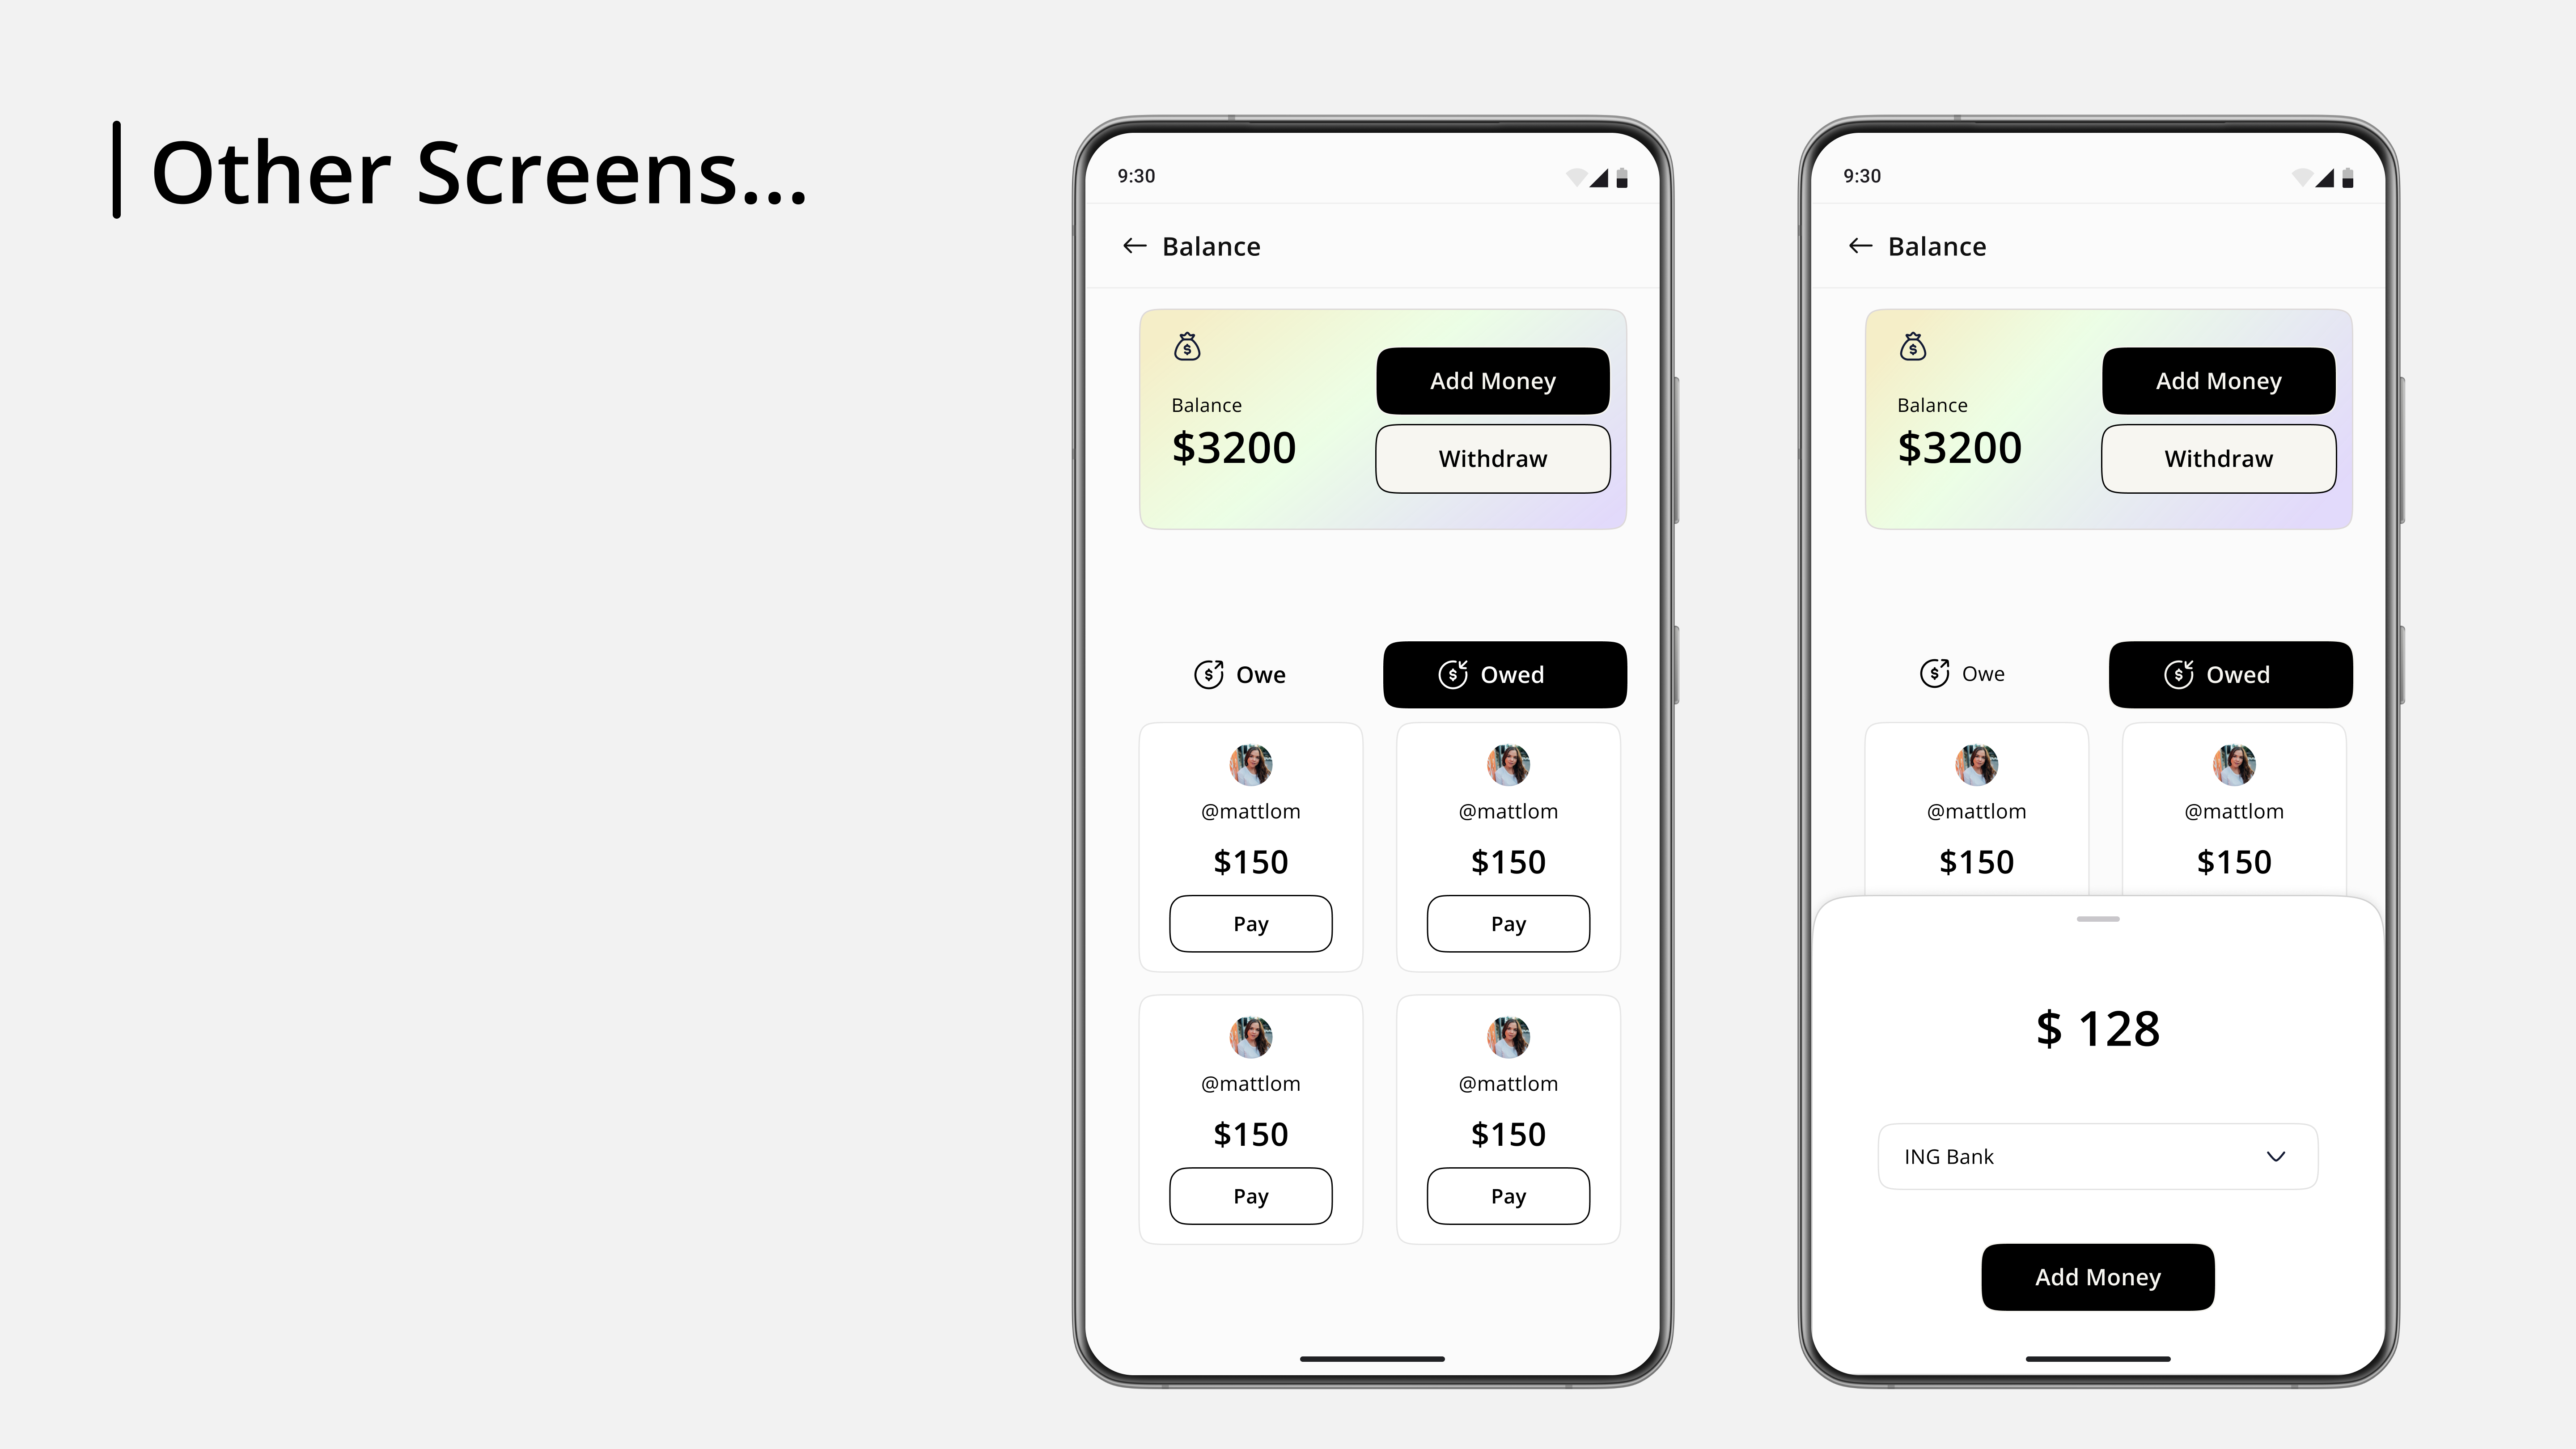 Other Screens...
9:30
Balance
Balance
$3200
Add Money
Withdraw
Owe
Owed
@mattlom
$150
Pay
@mattlom
$150
Pay
@mattlom
$150
Pay
@mattlom
$150
Pay
9:30
Balance
Balance
$3200
Add Money
Withdraw
Owe
Owed
@mattlom
$150
@mattlom
$150
$ 128
ING Bank
Add Money